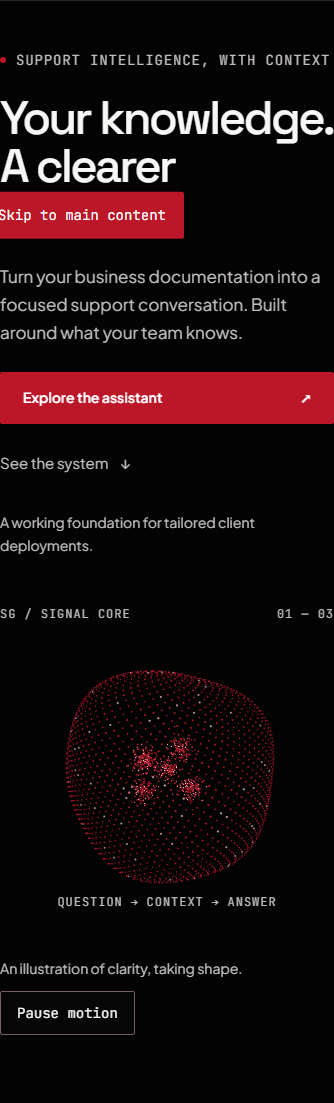 SUPPORT INTELLIGENCE, WITH CONTEXT
Your knowledge.
A clearer
Skip to main content
Turn your business documentation into a
focused support conversation. Built
around what your team knows.
Explore the assistant ↗
See the system ↓
A working foundation for tailored client
deployments.
SG / SIGNAL CORE
01 — 03
QUESTION → CONTEXT → ANSWER
An illustration of clarity, taking shape.
Pause motion